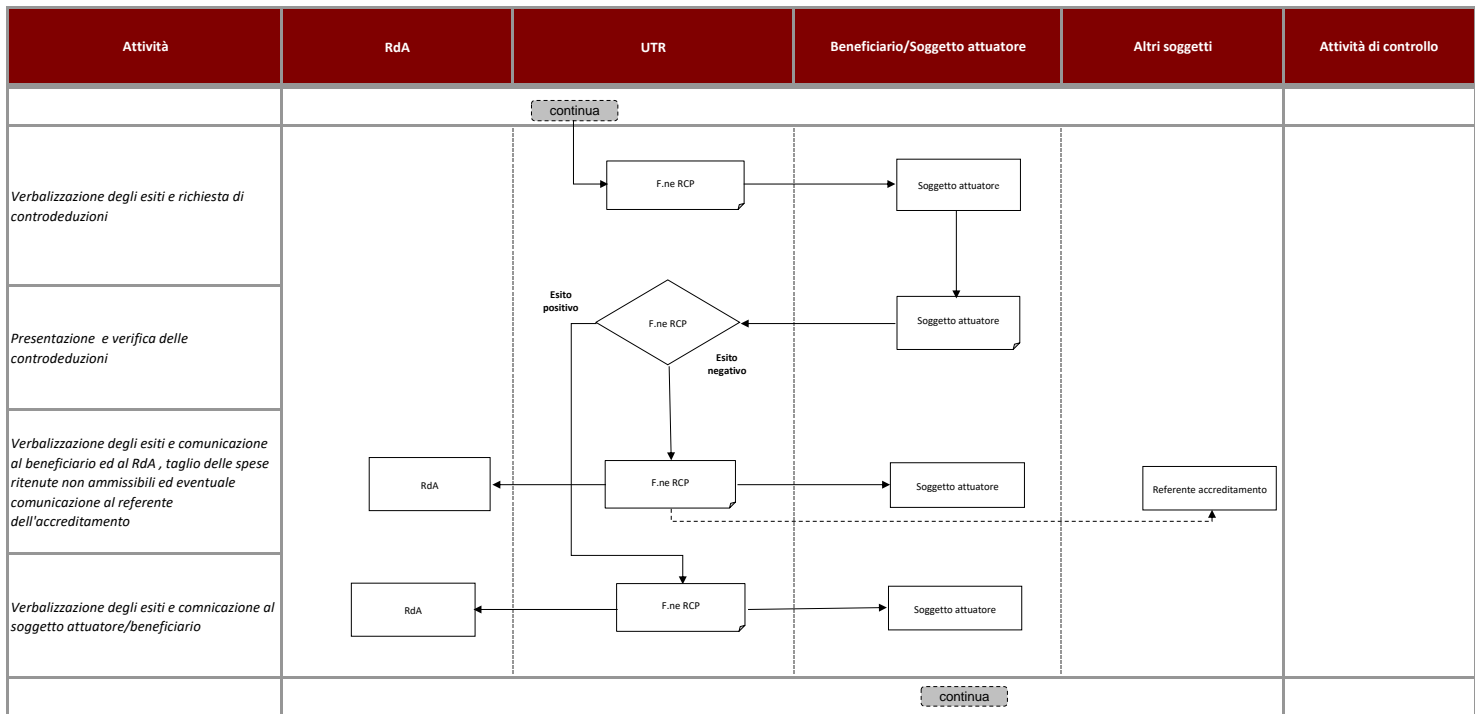 Attività
RdA
UTR
Beneficiario/Soggetto attuatore
Altri soggetti
Attività di controllo
continua
Verbalizzazione degli esiti e richiesta di
controdeduzioni
F.ne RCP
Soggetto attuatore
Presentazione e verifica delle
controdeduzioni
Esito
positivo
F.ne RCP
Esito
negativo
Soggetto attuatore
Verbalizzazione degli esiti e comunicazione
al beneficiario ed al RdA , taglio delle spese
ritenute non ammissibili ed eventuale
comunicazione al referente
dell'accreditamento
RdA
F.ne RCP
Soggetto attuatore
Referente accreditamento
Verbalizzazione degli esiti e comnicazione al
soggetto attuatore/beneficiario
RdA
F.ne RCP
Soggetto attuatore
continua